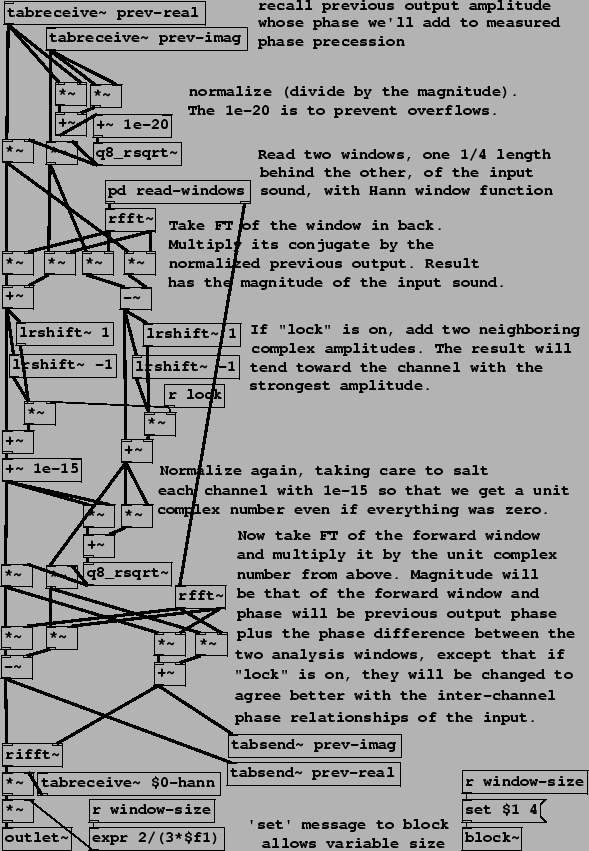 tabreceive~ prev-real
recall previous output amplitude
whose phase we'll add to measured
phase precession
tabreceive~ prev-imag
*~ *~
normalize (divide by the magnitude).
The 1e-20 is to prevent overflows.
+~ +~ 1e-20
*~ *~ q8_rsqrt~
Read two windows, one 1/4 length
behind the other, of the input
sound, with Hann window function
pd read-windows
rfft~
Take FT of the window in back.
Multiply its conjugate by the
normalized previous output. Result
has the magnitude of the input sound.
*~ *~ *~ *~
+~ -~
lrshift~ 1 lrshift~ 1
lrshift~ -1 lrshift~ -1
If "lock" is on, add two neighboring
complex amplitudes. The result will
tend toward the channel with the
strongest amplitude.
r lock
*~ *~
+~ +~
+~ 1e-15
Normalize again, taking care to salt
each channel with 1e-15 so that we get a unit
complex number even if everything was zero.
*~ *~
+~
*~ *~ q8_rsqrt~
rfft~
Now take FT of the forward window
and multiply it by the unit complex
number from above. Magnitude will
be that of the forward window and
phase will be previous output phase
plus the phase difference between the
two analysis windows, except that if
"lock" is on, they will be changed to
agree better with the inter-channel
phase relationships of the input.
*~ *~ *~ *~
-~ +~
tabsend~ prev-imag
rifft~
tabsend~ prev-real
*~ tabreceive~ $0-hann
r window-size
*~ r window-size
set $1 4
outlet~ expr 2/(3*$f1)
'set' message to block
allows variable size
block~